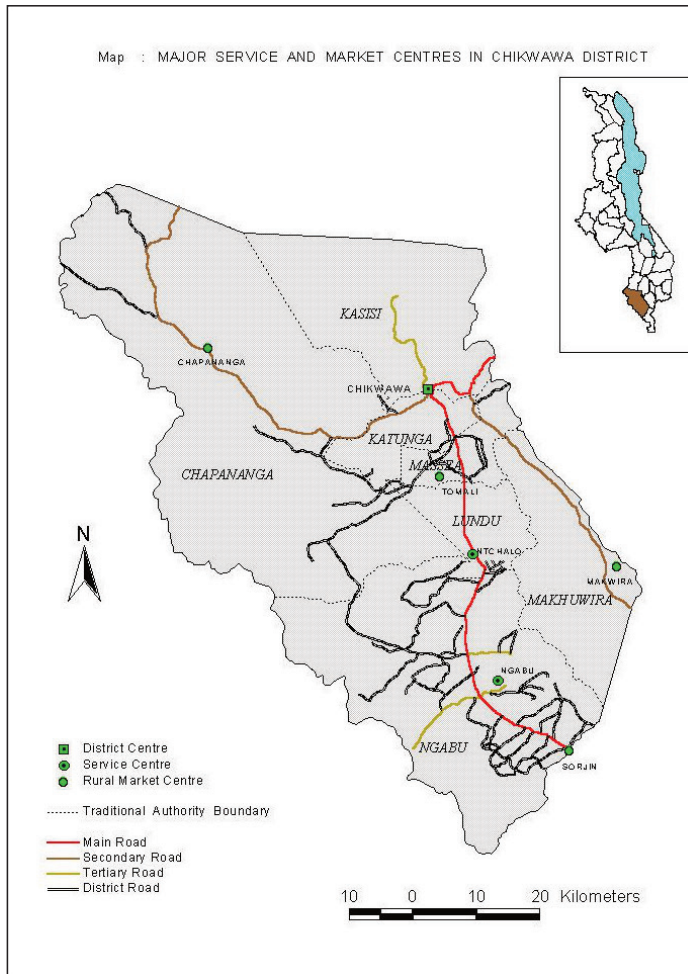 Map : MAJOR SERVICE AND MARKET CENTRES IN CHIKWAWA DISTRICT
KASISI
CHAPANANGA
CHIKWAWA
KATUNGA
MASSEA
CHAPANANGA
TOMALI
LUNDU
N
NTCHALO
MAKWIRA
MAKHUWIRA
NGABU
NGABU
SORJIN
District Centre
Service Centre
Rural Market Centre
Traditional Authority Boundary
Main Road
Secondary Road
Tertiary Road
District Road
10 0 10 20 Kilometers